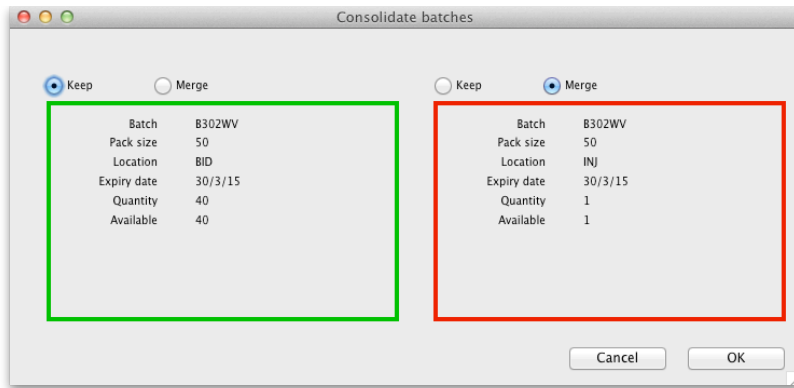 Consolidate batches
Keep Merge
Batch B302WV
Pack size 50
Location BID
Expiry date 30/3/15
Quantity 40
Available 40
Keep Merge
Batch B302WV
Pack size 50
Location INJ
Expiry date 30/3/15
Quantity 1
Available 1
Cancel OK